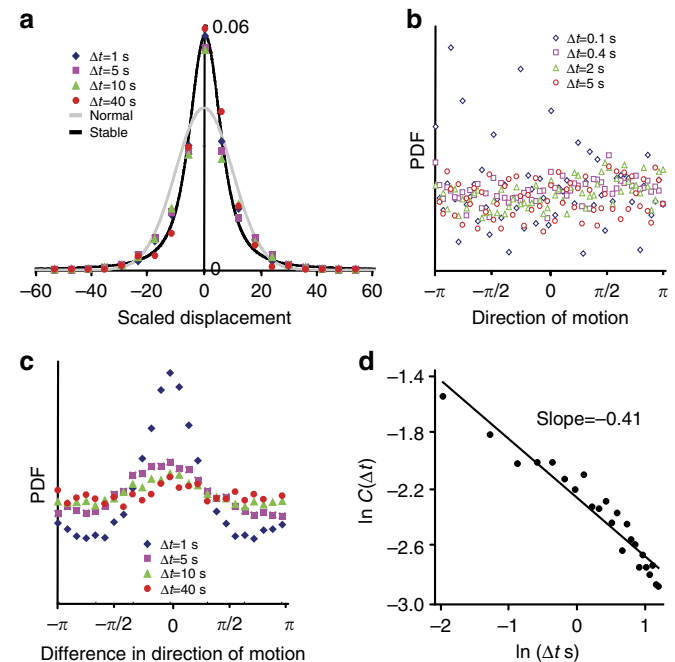 a
0.06
Δt=1 s
Δt=5 s
Δt=10 s
Δt=40 s
Normal
Stable
0
−60 −40 −20 0 20 40 60
Scaled displacement
b
Δt=0.1 s
Δt=0.4 s
Δt=2 s
Δt=5 s
PDF
−π −π/2 0 π/2 π
Direction of motion
c
PDF
Δt=1 s
Δt=5 s
Δt=10 s
Δt=40 s
−π −π/2 0 π/2 π
Difference in direction of motion
d
−1.4
−1.8
−2.2
−2.6
−3.0
ln C(Δt)
Slope=−0.41
−2 −1 0 1
ln (Δt s)